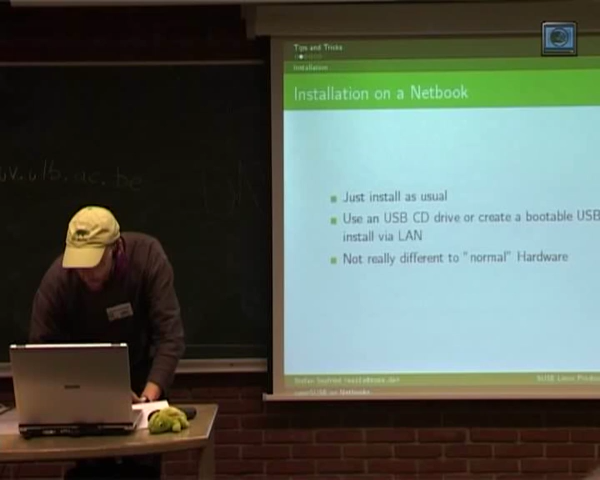 Tips and Tricks
Installation
Installation on a Netbook
Just install as usual
Use an USB CD drive or create a bootable USB
install via LAN
Not really different to "normal" Hardware
openSUSE on Netbooks